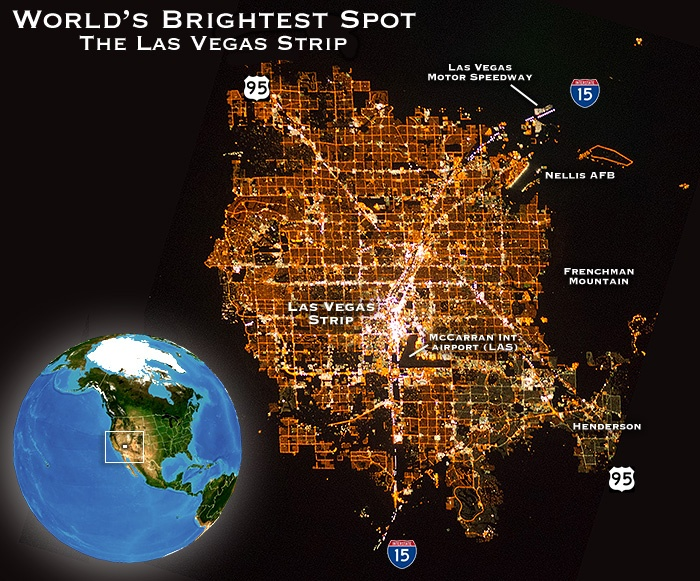 World's Brightest Spot
The Las Vegas Strip
95
Las Vegas
Motor Speedway
INTERSTATE
15
Nellis AFB
Frenchman
Mountain
Las Vegas
Strip
McCarran Int
airport (LAS)
Henderson
95
INTERSTATE
15